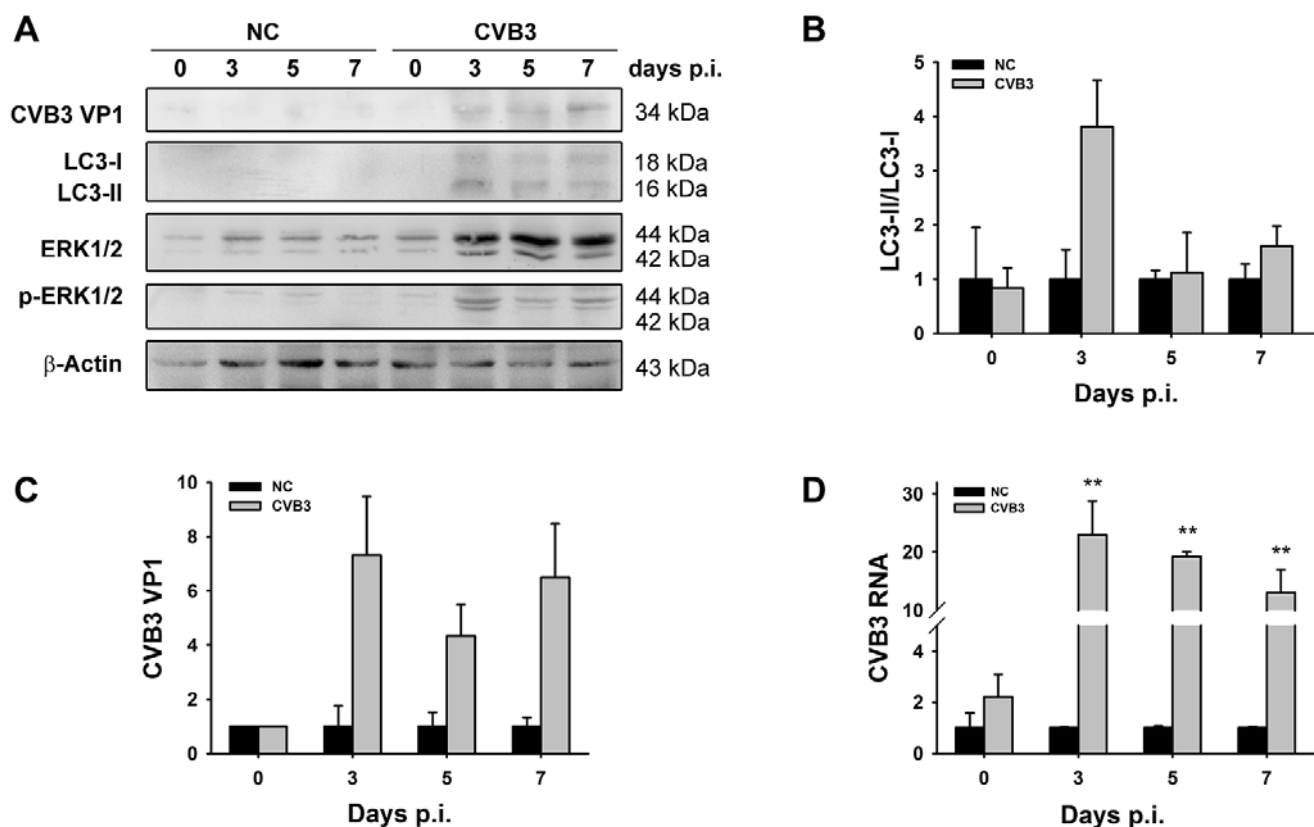 A
NC CVB3
0 3 5 7 0 3 5 7 days p.i.
CVB3 VP1 34 kDa
LC3-I 18 kDa
LC3-II 16 kDa
ERK1/2 44 kDa
42 kDa
p-ERK1/2 44 kDa
42 kDa
β-Actin 43 kDa
B
NC
CVB3
LC3-II/LC3-I
5
4
3
2
1
0
0 3 5 7
Days p.i.
C
NC
CVB3
CVB3 VP1
10
8
6
4
2
0
0 3 5 7
Days p.i.
D
NC
CVB3
** ** **
CVB3 RNA
30
20
10
4
2
0
0 3 5 7
Days p.i.